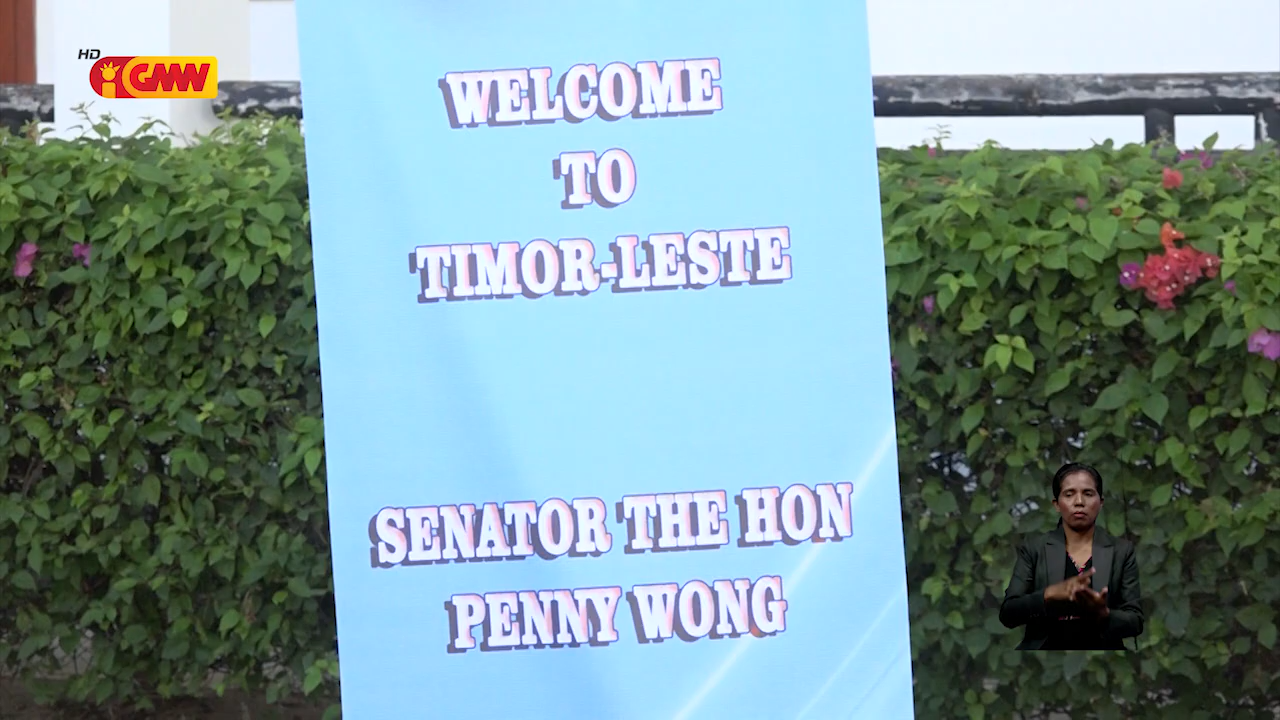 HD
GMN
WELCOME
TO
TIMOR-LESTE
SENATOR THE HON
PENNY WONG